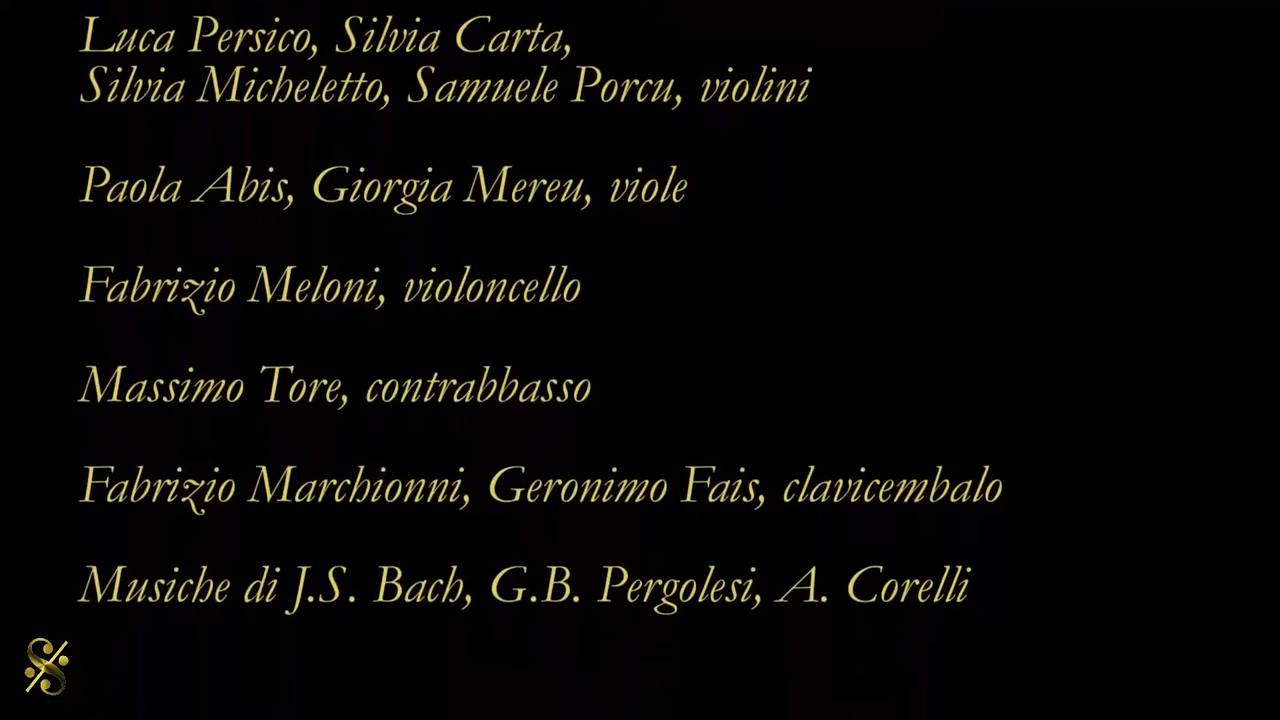 Luca Persico, Silvia Carta,
Silvia Micheletto, Samuele Porcu, violini
Paola Abis, Giorgia Mereu, viole
Fabrizio Meloni, violoncello
Massimo Tore, contrabbasso
Fabrizio Marchionni, Geronimo Fais, clavicembalo
Musiche di J.S. Bach, G.B. Pergolesi, A. Corelli